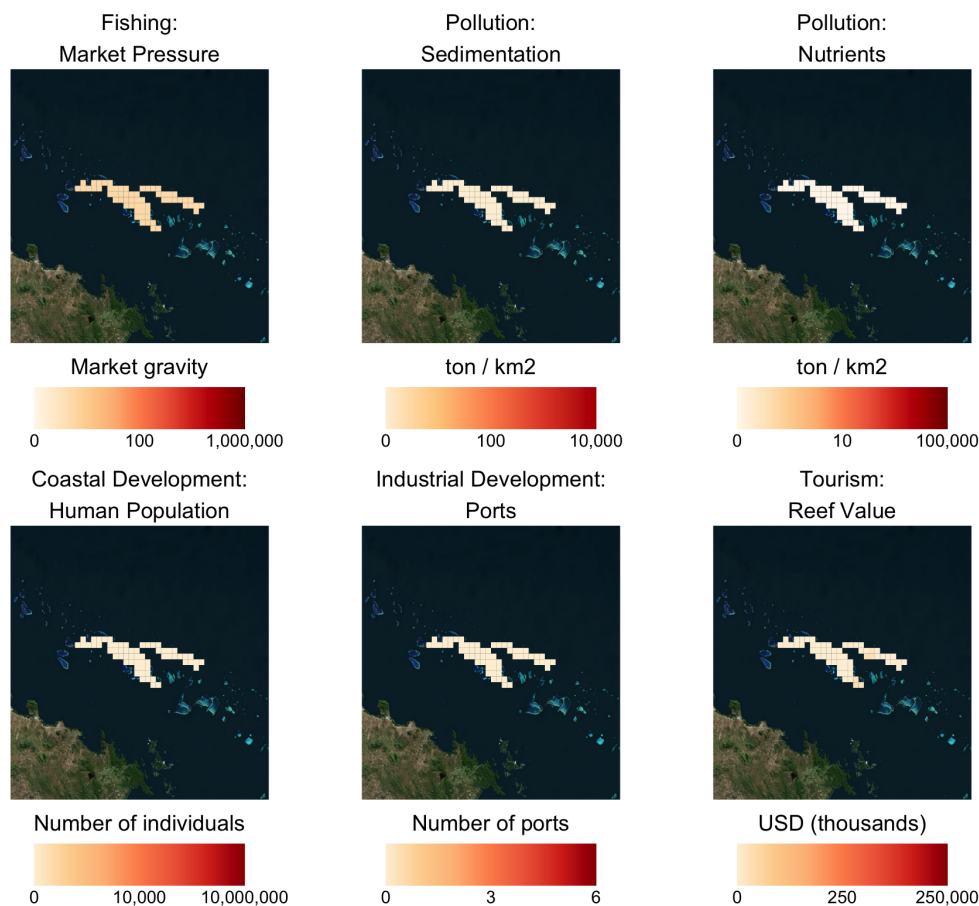 Fishing:
Market Pressure
Pollution:
Sedimentation
Pollution:
Nutrients
Market gravity
0 100 1,000,000
ton / km2
0 100 10,000
ton / km2
0 10 100,000
Coastal Development:
Human Population
Industrial Development:
Ports
Tourism:
Reef Value
Number of individuals
0 10,000 10,000,000
Number of ports
0 3 6
USD (thousands)
0 250 250,000